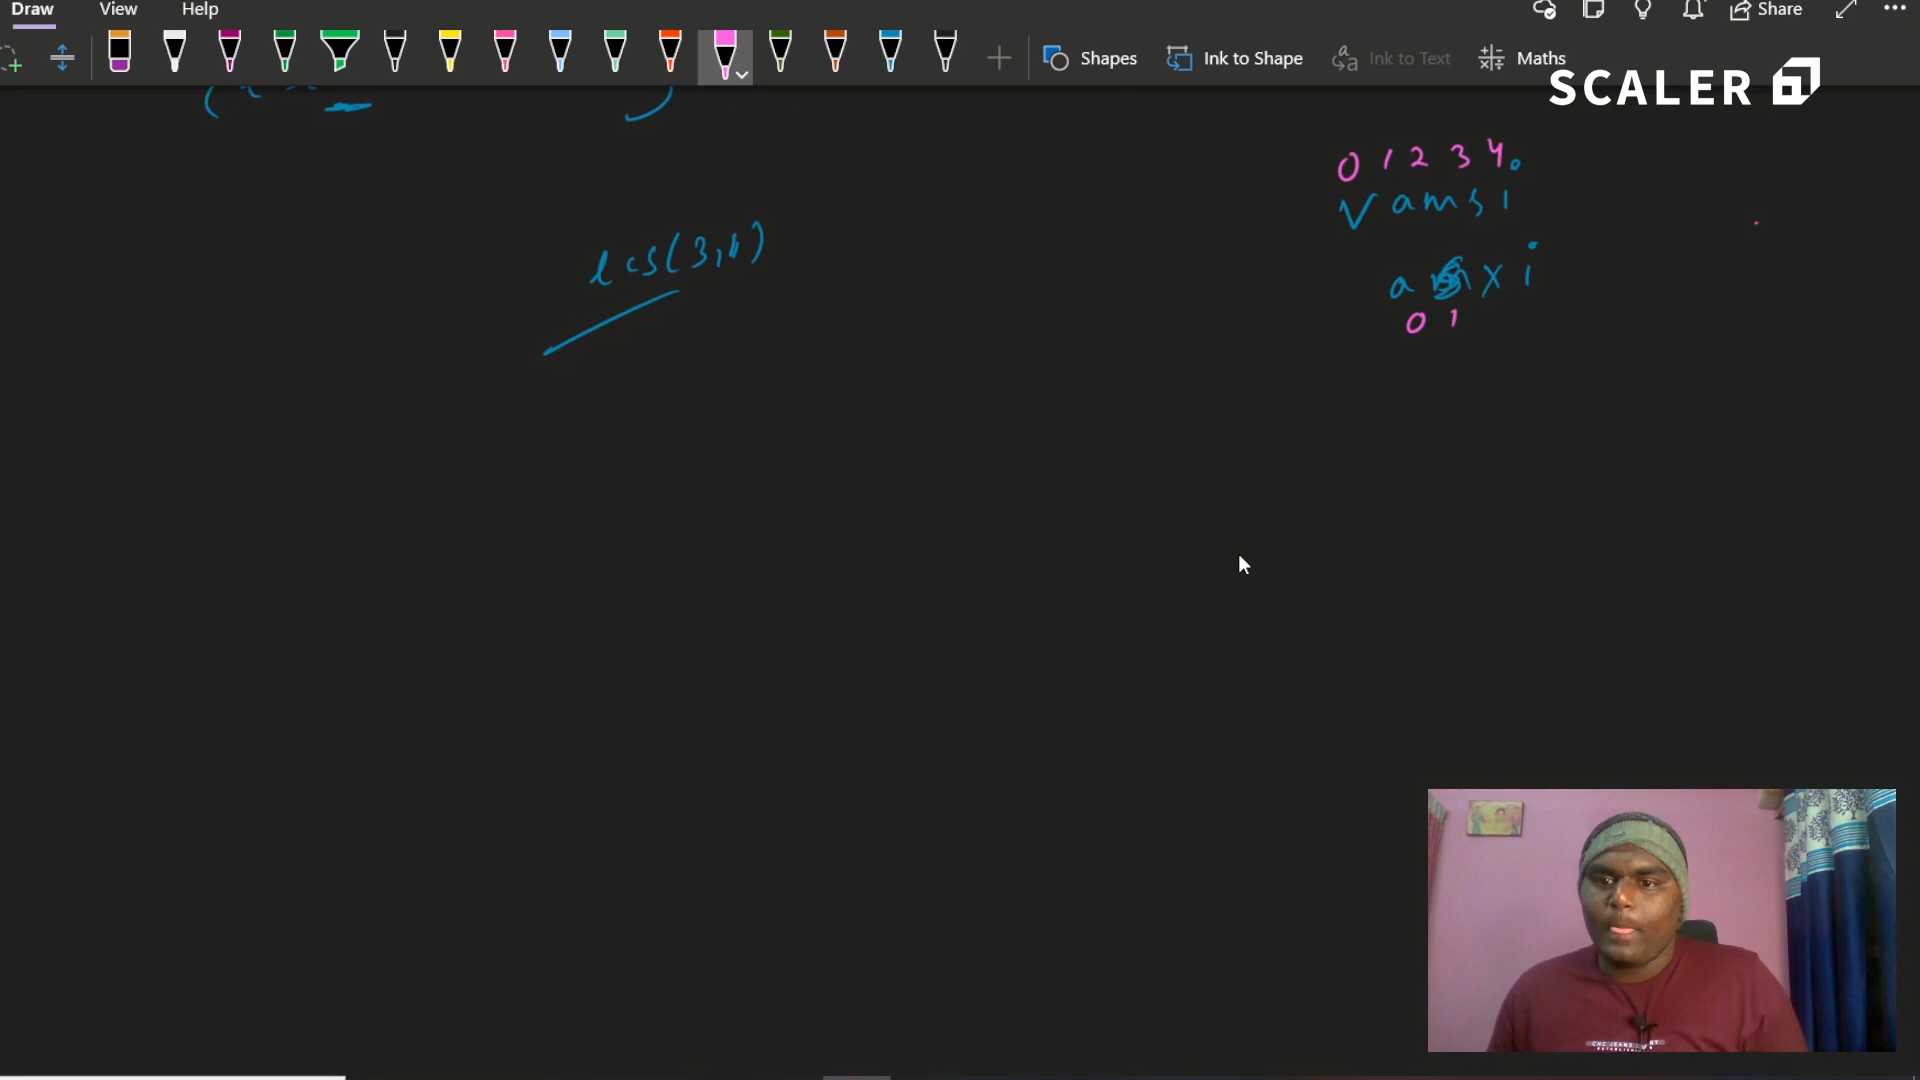 Draw View Help
Share
Shapes Ink to Shape Ink to Text Maths
SCALER
0 1 2 3 4
Vamsi
lcs(3,4)
a x i
0 1